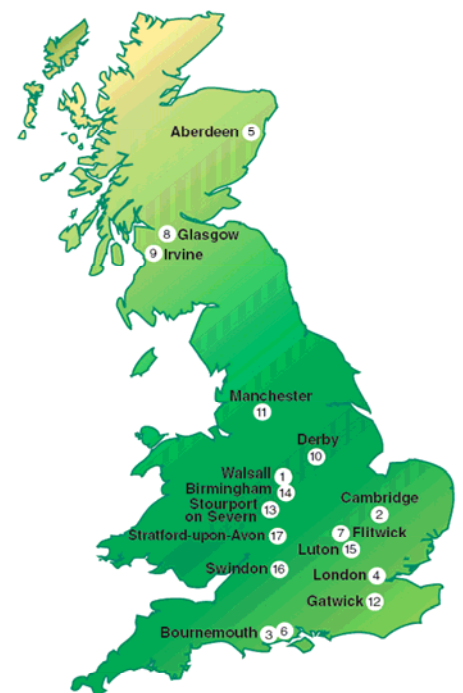 Aberdeen 5
8 Glasgow
9 Irvine
Manchester
11
Derby
10
Walsall 1
Birmingham 14
Stourport
on Severn 13
Cambridge
2
7 Flitwick
Luton 15
Stratford-upon-Avon 17
Swindon 16
London 4
Gatwick 12
Bournemouth 3 6